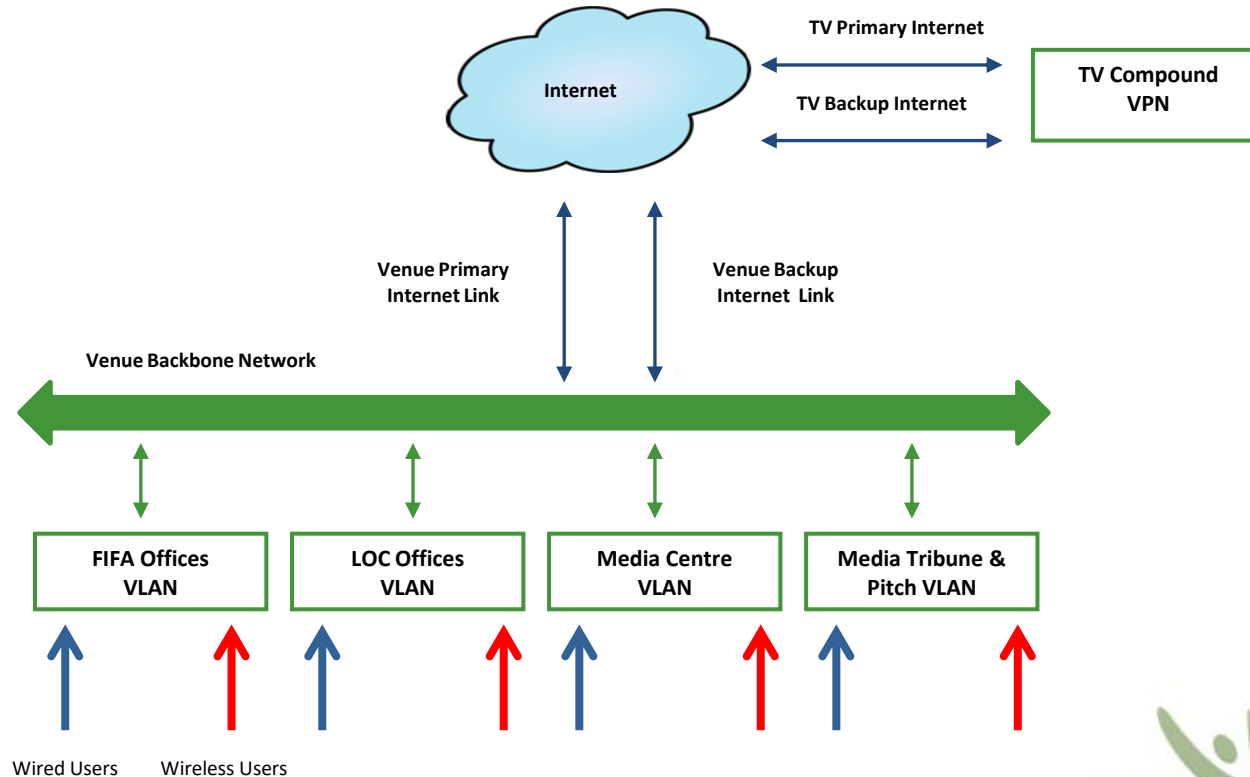 TV Primary Internet
TV Compound
VPN
Internet
TV Backup Internet
Venue Primary
Internet Link
Venue Backup
Internet Link
Venue Backbone Network
FIFA Offices
VLAN
LOC Offices
VLAN
Media Centre
VLAN
Media Tribune &
Pitch VLAN
Wired Users
Wireless Users